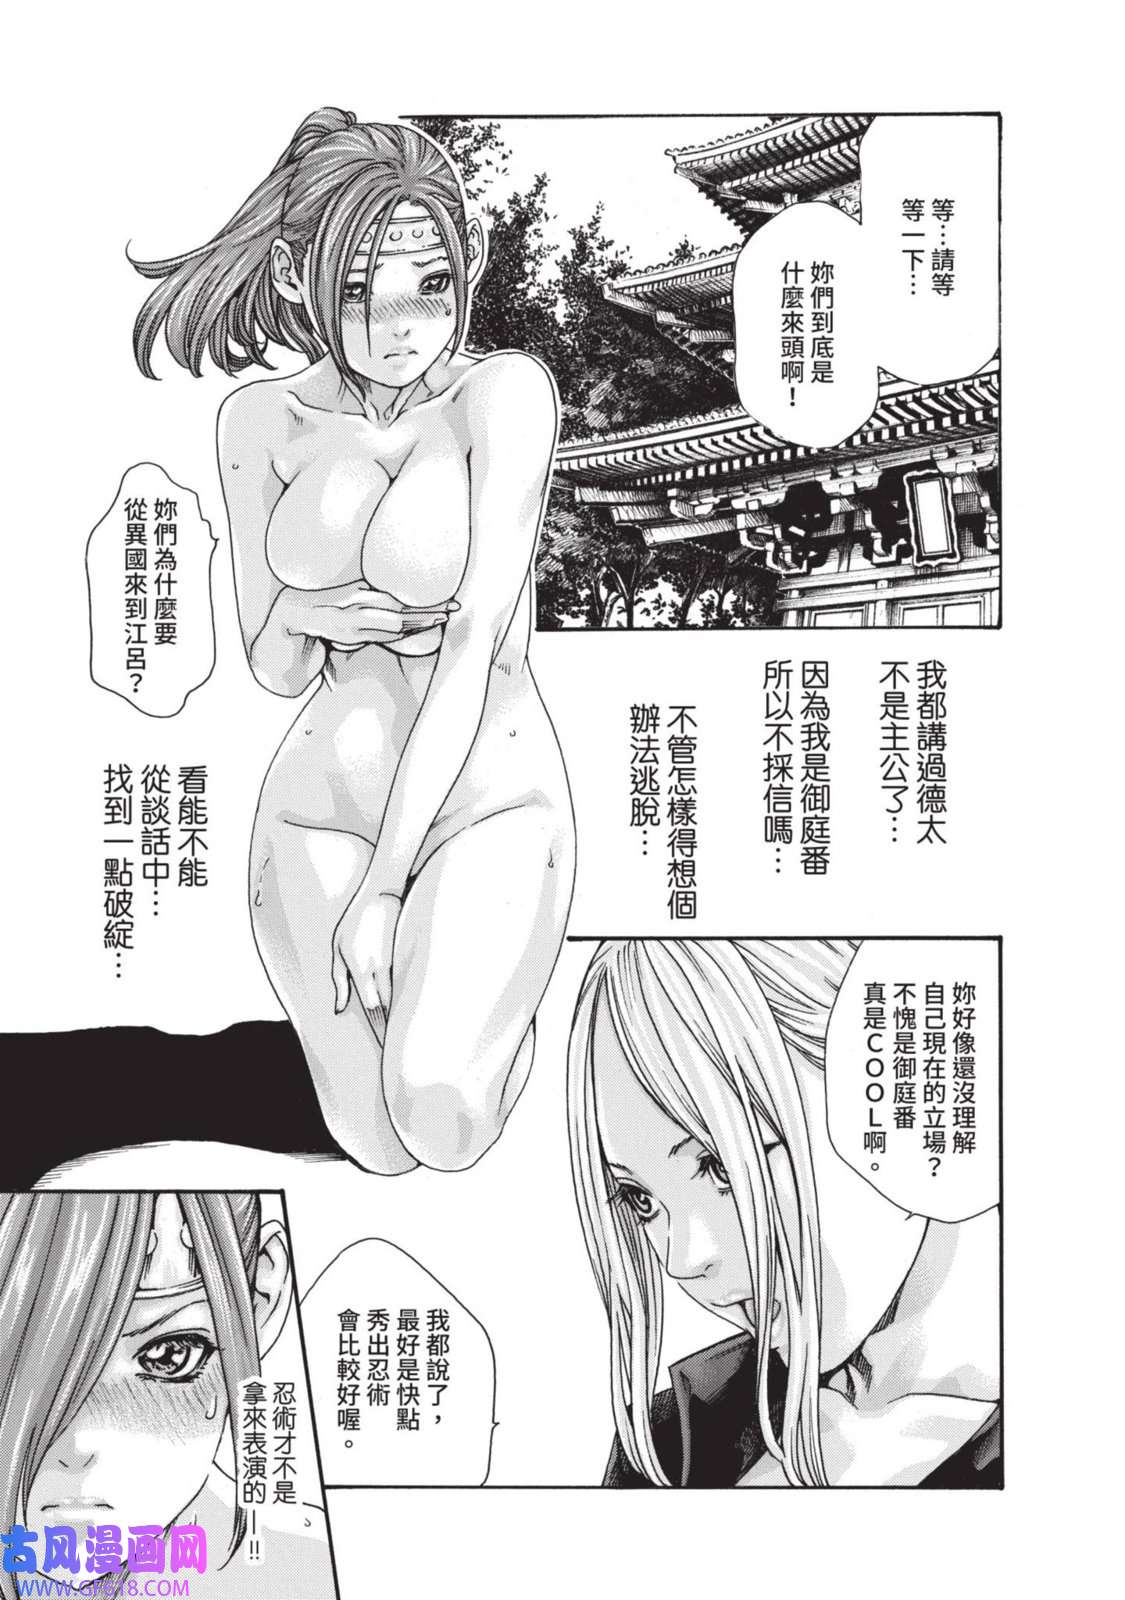 等…請等
等一下…
妳們到底是
什麼來頭啊！
我都講過德太
不是主公了…
因為我是御庭番
所以不採信嗎…
不管怎樣得想個
辦法逃脫…
妳們為什麼要
從異國來到江呂？
看能不能
從談話中…
找到一點破綻…
妳好像還沒理解
自己現在的立場？
不愧是御庭番
真是COOL啊。
我都說了，
最好是快點
秀出忍術
會比較好喔。
忍術才不是
拿來表演的—!!
古风漫画网
WWW.GF618.COM